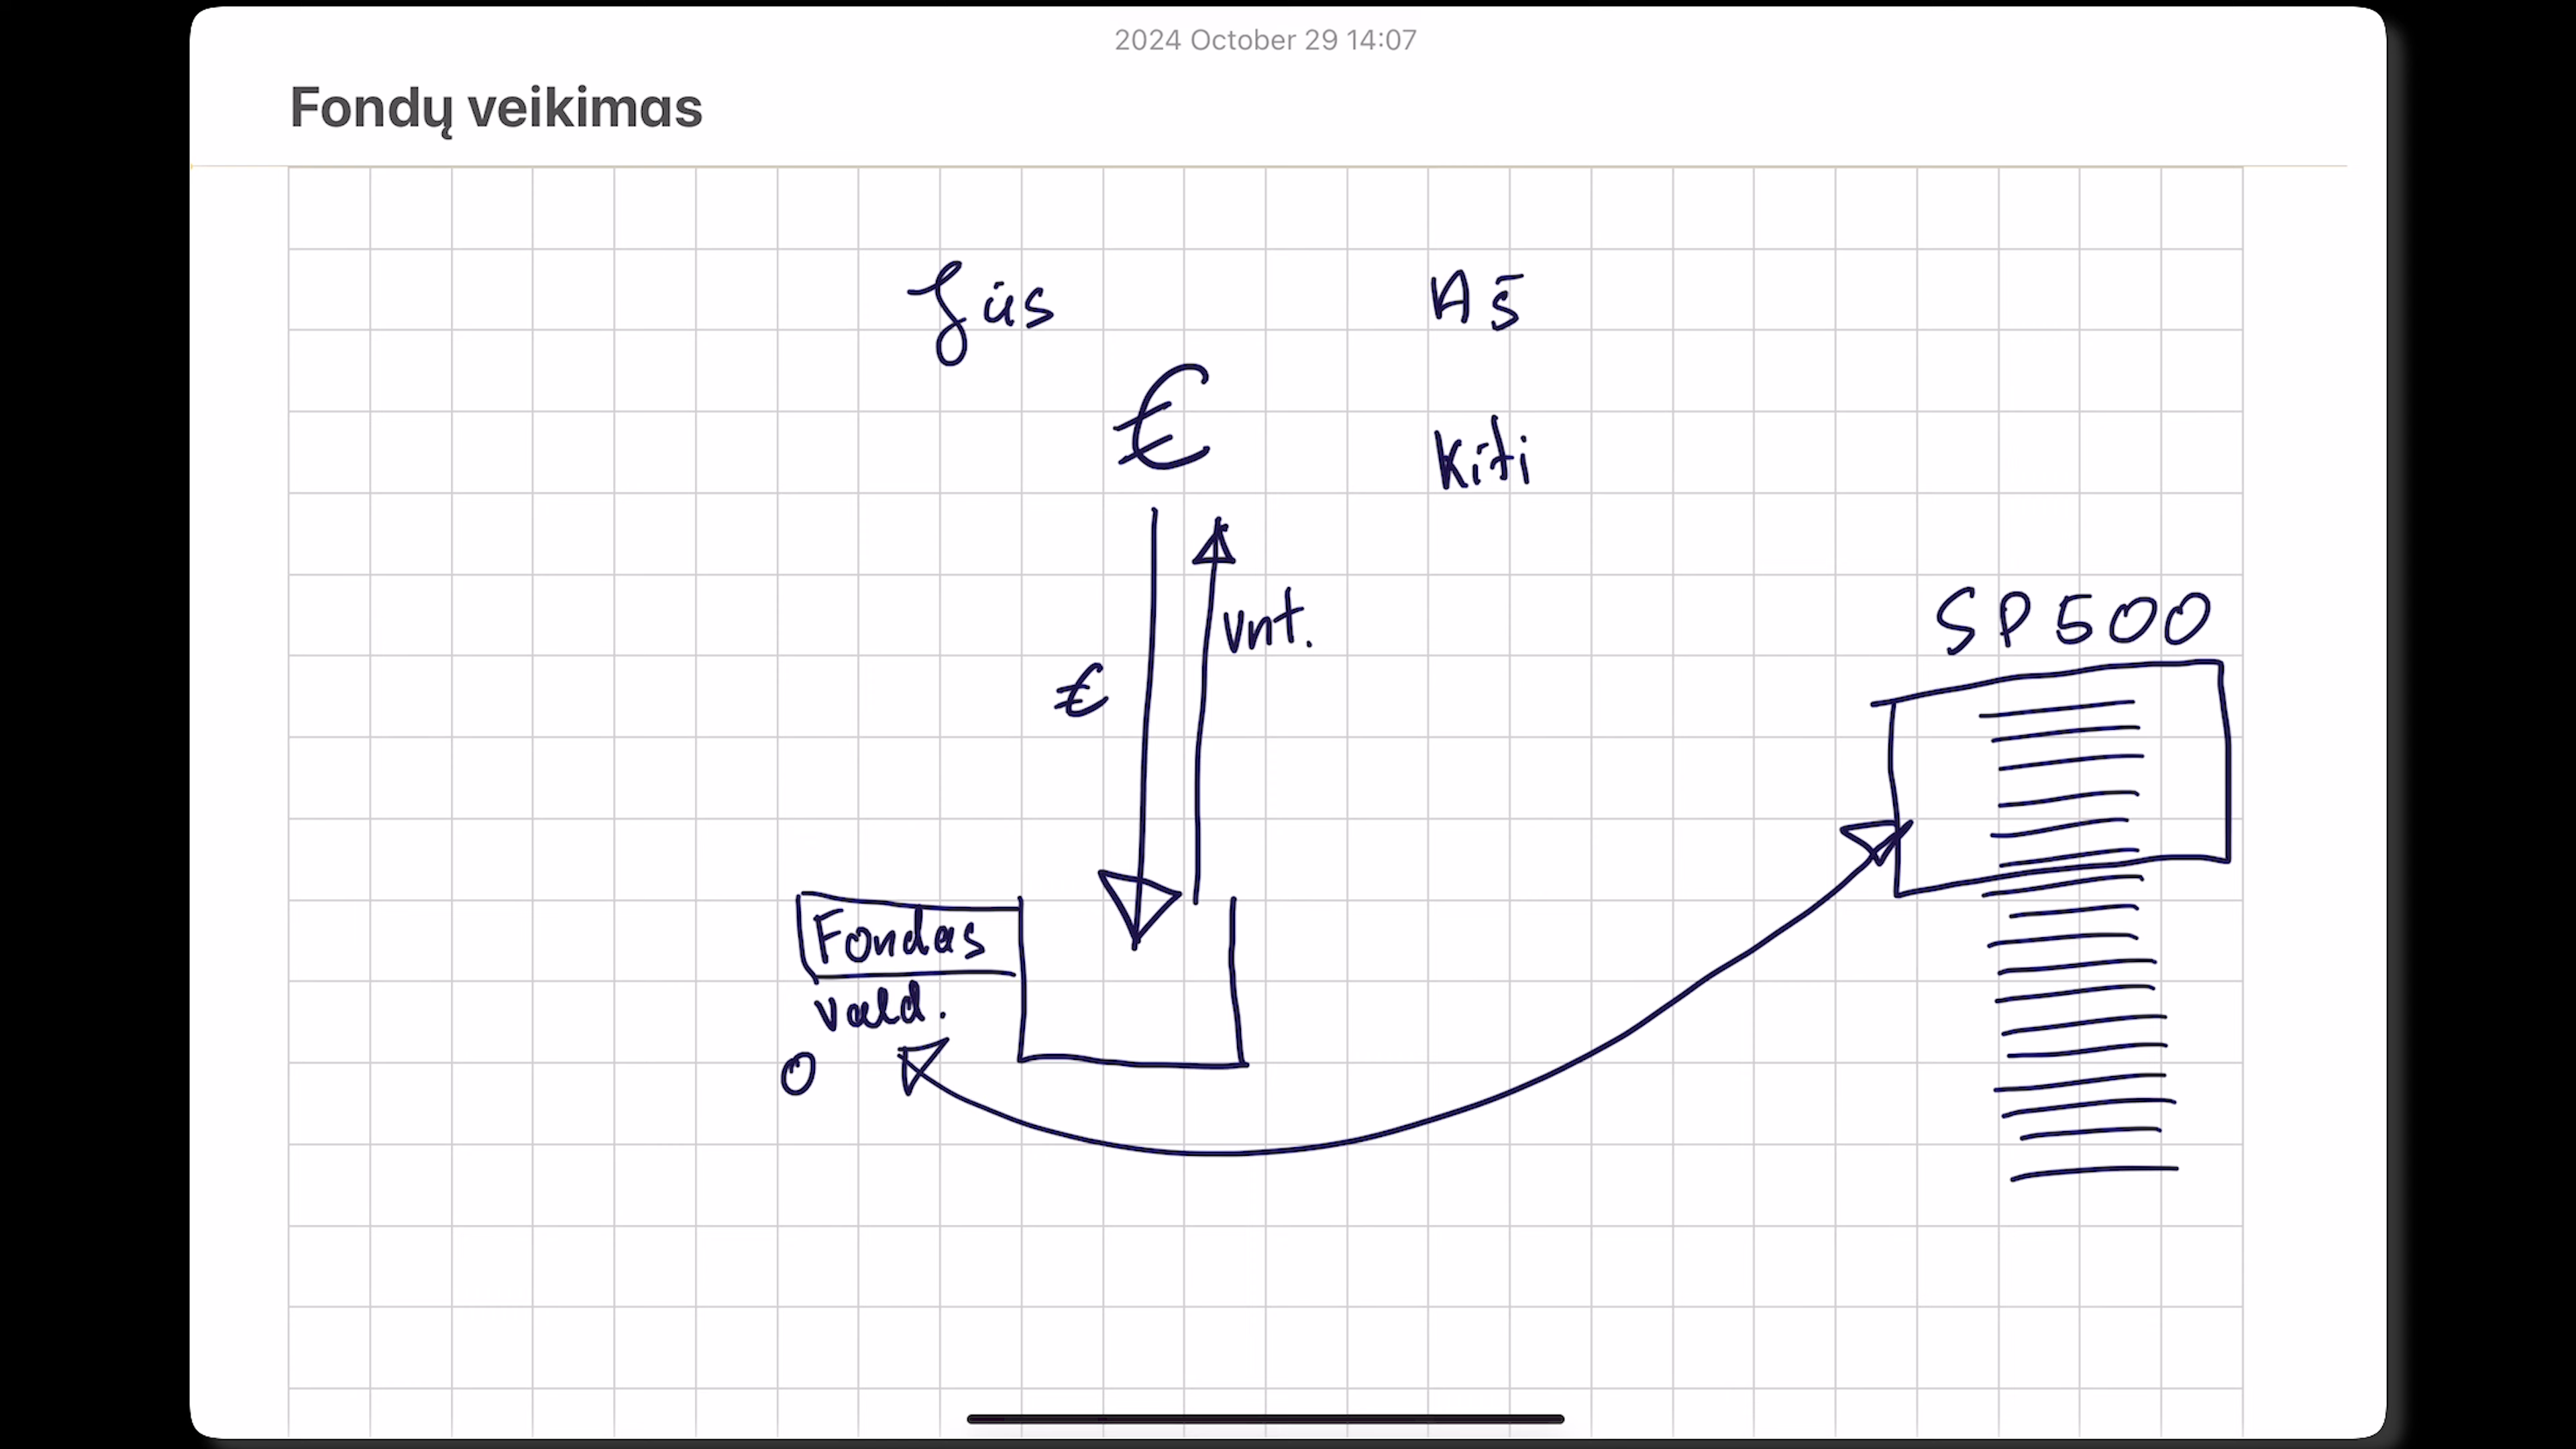 2024 October 29 14:07
Fondų veikimas
Jūs Aš
€
Kiti
vnt.
SP500
€
Fondas
vald.
0